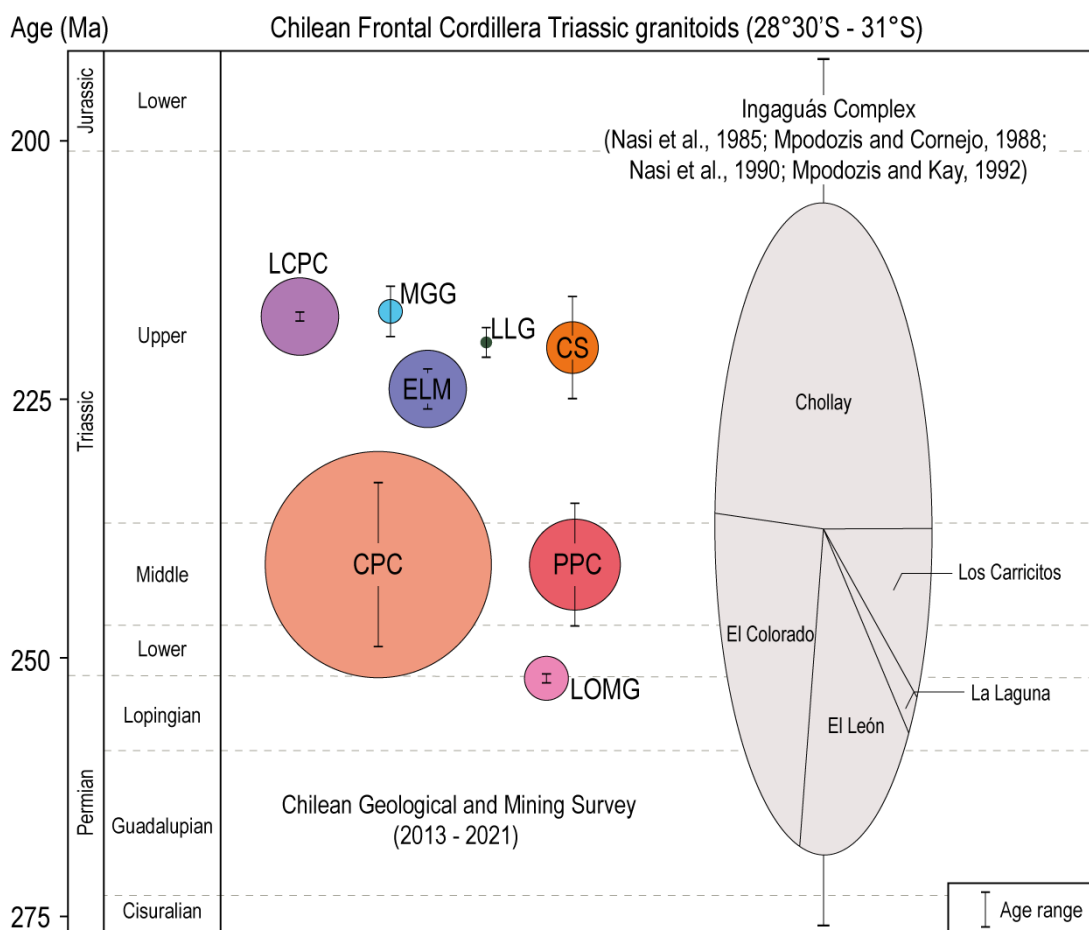 Age (Ma)
Chilean Frontal Cordillera Triassic granitoids (28°30'S - 31°S)
Jurassic
Lower
200
Ingaguás Complex
(Nasi et al., 1985; Mpodozis and Cornejo, 1988;
Nasi et al., 1990; Mpodozis and Kay, 1992)
LCPC
MGG
LLG
CS
Upper
ELM
225
Triassic
Chollay
CPC
PPC
Middle
Los Carricitos
El Colorado
Lower
250
LOMG
La Laguna
Lopingian
El León
Permian
Guadalupian
Chilean Geological and Mining Survey
(2013 - 2021)
Cisuralian
275
Age range